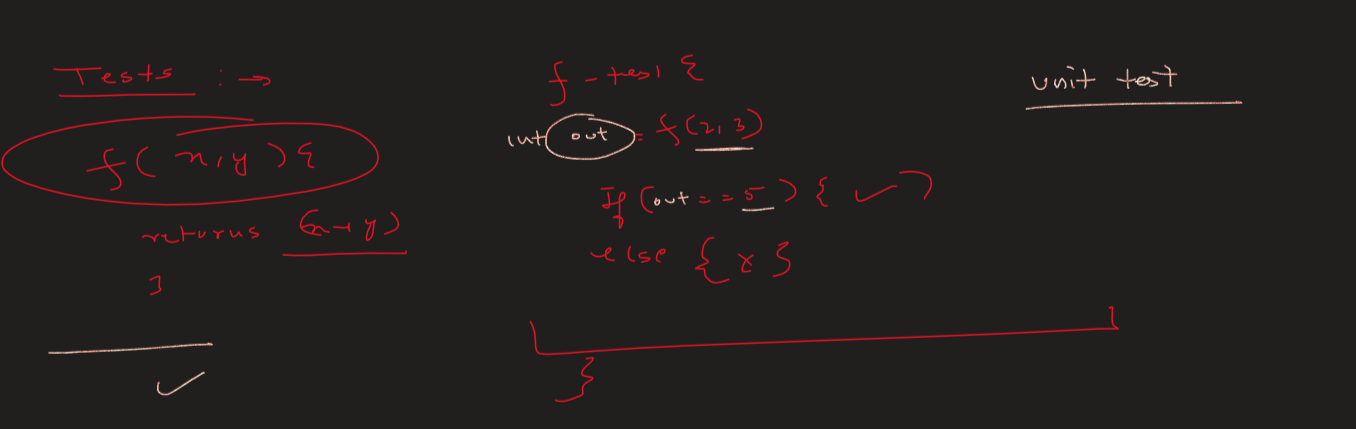 Tests : →
f(x,y){
returns (x+y)
}
f-test {
int out = f(2,3)
If (out==5) { ✓ }
else { x }
}
unit test